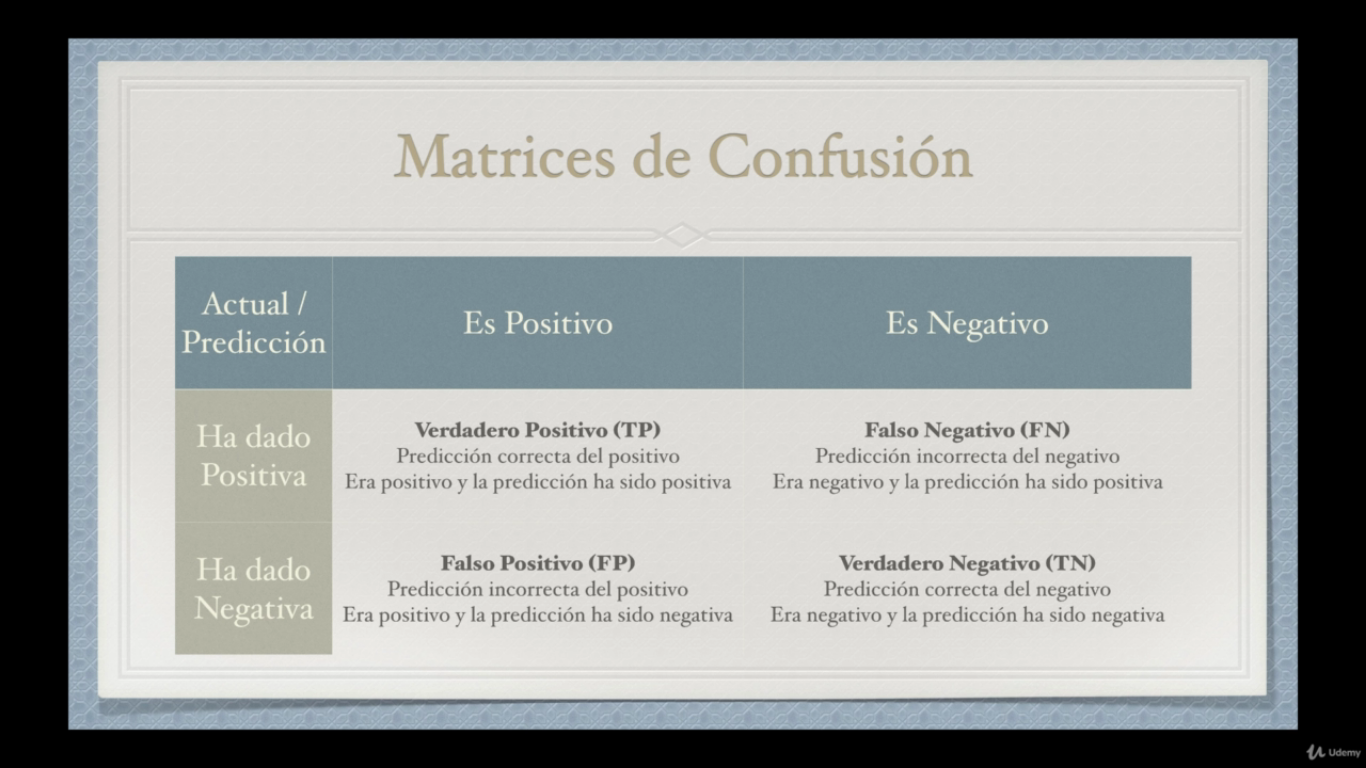 Matrices de Confusión
Actual /
Predicción
Es Positivo
Es Negativo
Ha dado
Positiva
Verdadero Positivo (TP)
Predicción correcta del positivo
Era positivo y la predicción ha sido positiva
Falso Negativo (FN)
Predicción incorrecta del negativo
Era negativo y la predicción ha sido positiva
Ha dado
Negativa
Falso Positivo (FP)
Predicción incorrecta del positivo
Era positivo y la predicción ha sido negativa
Verdadero Negativo (TN)
Predicción correcta del negativo
Era negativo y la predicción ha sido negativa
Udemy